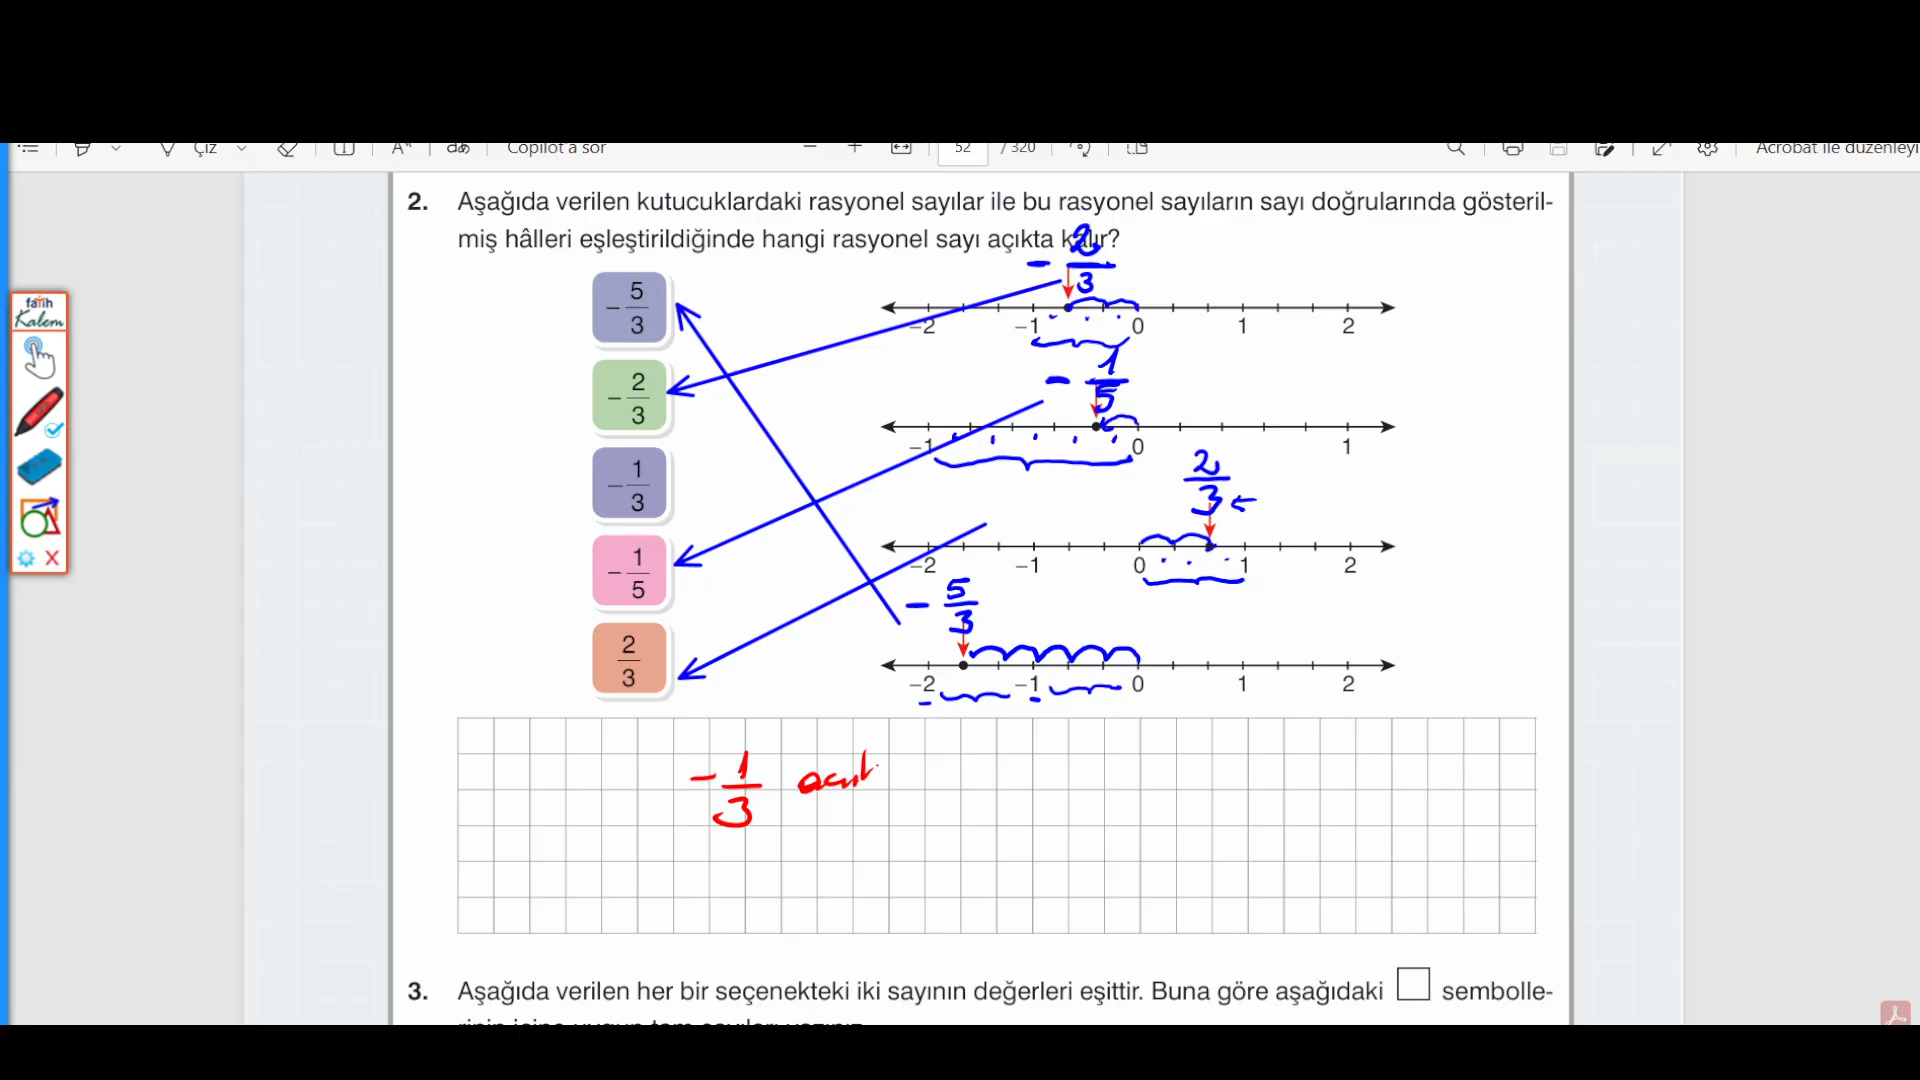 Çiz
Copilot'a sor
52 / 320
Acrobat ile düzenleyi
2. Aşağıda verilen kutucuklardaki rasyonel sayılar ile bu rasyonel sayıların sayı doğrularında gösteril-
miş hâlleri eşleştirildiğinde hangi rasyonel sayı açıkta kalır?
fatih
Kalem
-5/3
-2/3
-1/3
-1/5
2/3
-2/3
-2 -1 0 1 2
-1/5
-1 0 1
2/3
-2 -1 0 1 2
-5/3
-2 -1 0 1 2
-1/3
3. Aşağıda verilen her bir seçenekteki iki sayının değerleri eşittir. Buna göre aşağıdaki □ sembolle-